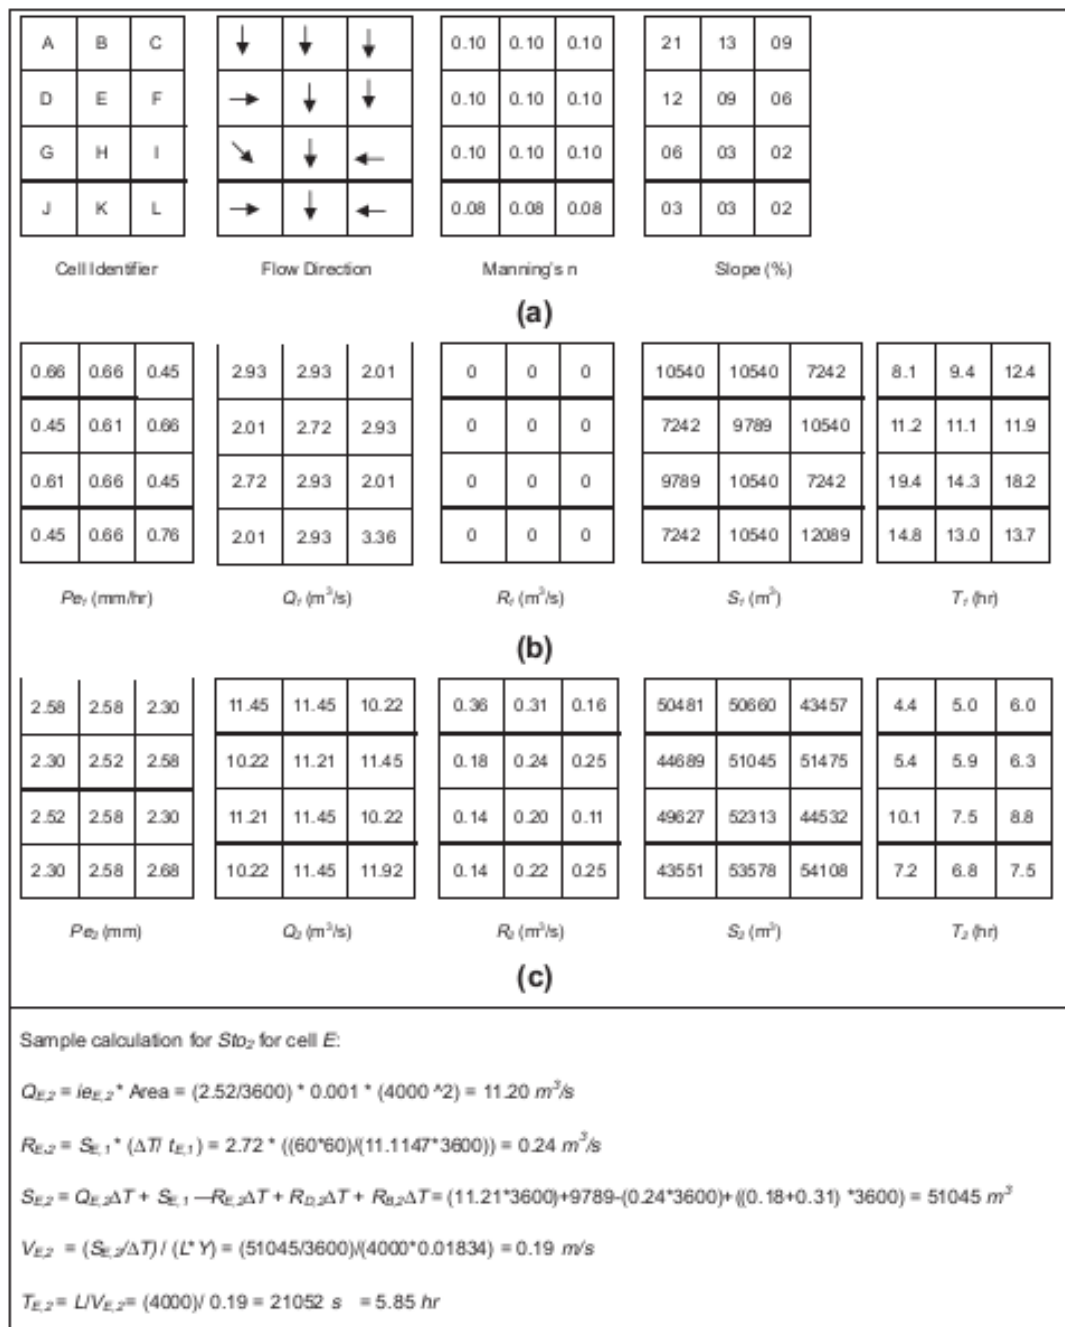 A B C 0.10 0.10 0.10 21 13 09
D E F 0.10 0.10 0.10 12 09 06
G H I 0.10 0.10 0.10 06 03 02
J K L 0.08 0.08 0.08 03 03 02
Cell Identifier Flow Direction Manning's n Slope (%)
(a)
0.66 0.66 0.45 2.93 2.93 2.01 0 0 0 10540 10540 7242 8.1 9.4 12.4
0.45 0.61 0.66 2.01 2.72 2.93 0 0 0 7242 9789 10540 11.2 11.1 11.9
0.61 0.66 0.45 2.72 2.93 2.01 0 0 0 9789 10540 7242 19.4 14.3 18.2
0.45 0.66 0.76 2.01 2.93 3.36 0 0 0 7242 10540 12089 14.8 13.0 13.7
Pe₁ (mm/hr) Q₁ (m³/s) R₁ (m³/s) S₁ (m³) T₁ (hr)
(b)
2.58 2.58 2.30 11.45 11.45 10.22 0.36 0.31 0.16 50481 50660 43457 4.4 5.0 6.0
2.30 2.52 2.58 10.22 11.21 11.45 0.18 0.24 0.25 44689 51045 51475 5.4 5.9 6.3
2.52 2.58 2.30 11.21 11.45 10.22 0.14 0.20 0.11 49627 52313 44532 10.1 7.5 8.8
2.30 2.58 2.68 10.22 11.45 11.92 0.14 0.22 0.25 43551 53578 54108 7.2 6.8 7.5
Pe₂ (mm) Q₂ (m³/s) R₂ (m³/s) S₂ (m³) T₂ (hr)
(c)
Sample calculation for Sto₂ for cell E:
Q_E,2 = ie_E,2 * Area = (2.52/3600) * 0.001 * (4000 ^2) = 11.20 m³/s
R_E,2 = S_E,1 * (ΔT/ t_E,1) = 2.72 * ((60*60)/(11.1147*3600)) = 0.24 m³/s
S_E,2 = Q_E,2ΔT + S_E,1 —R_E,2ΔT + R_D,2ΔT + R_B,2ΔT = (11.21*3600)+9789-(0.24*3600)+((0.18+0.31) *3600) = 51045 m³
V_E,2 = (S_E,2/ΔT) / (L*Y) = (51045/3600)/(4000*0.01834) = 0.19 m/s
T_E,2 = L/V_E,2 = (4000)/ 0.19 = 21052 s = 5.85 hr